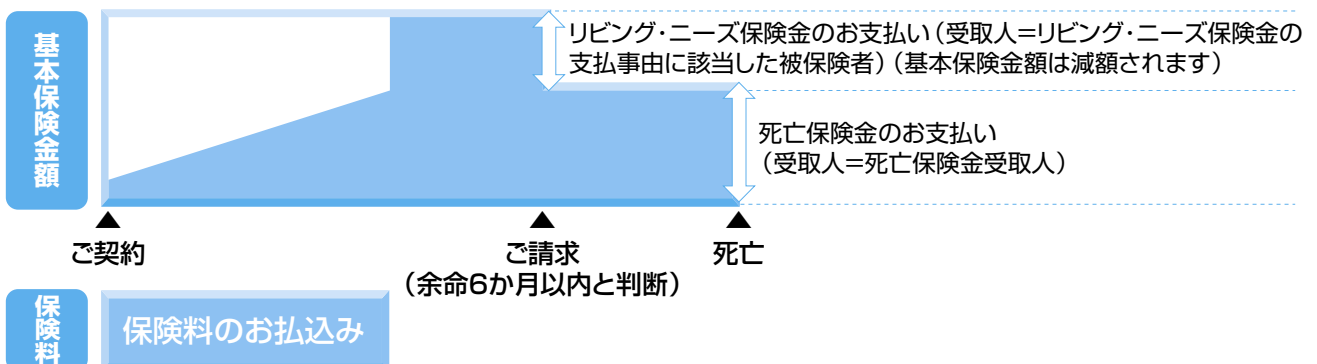 基本保険金額
リビング・ニーズ保険金のお支払い（受取人＝リビング・ニーズ保険金の
支払事由に該当した被保険者）（基本保険金額は減額されます）
死亡保険金のお支払い
（受取人＝死亡保険金受取人）
ご契約
ご請求
（余命6か月以内と判断）
死亡
保険料
保険料のお払込み